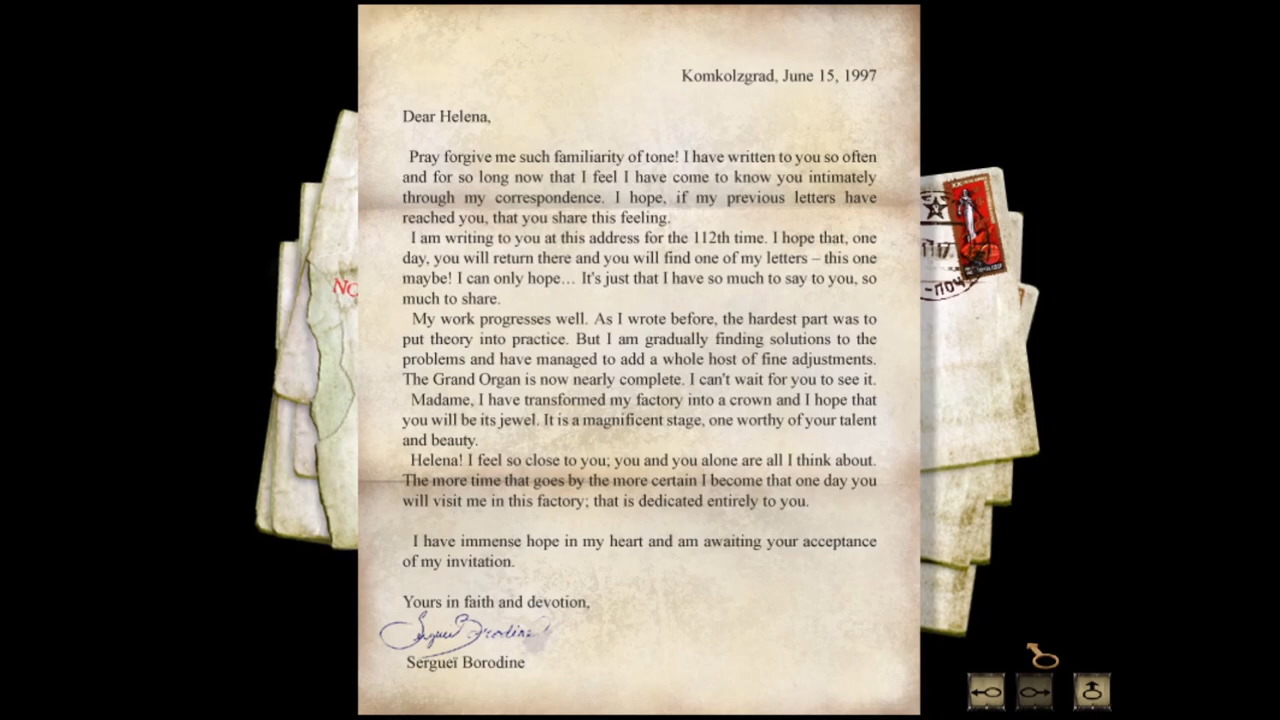 Komkolzgrad, June 15, 1997
Dear Helena,
Pray forgive me such familiarity of tone! I have written to you so often
and for so long now that I feel I have come to know you intimately
through my correspondence. I hope, if my previous letters have
reached you, that you share this feeling.
I am writing to you at this address for the 112th time. I hope that, one
day, you will return there and you will find one of my letters – this one
maybe! I can only hope… It's just that I have so much to say to you, so
much to share.
My work progresses well. As I wrote before, the hardest part was to
put theory into practice. But I am gradually finding solutions to the
problems and have managed to add a whole host of fine adjustments.
The Grand Organ is now nearly complete. I can't wait for you to see it.
Madame, I have transformed my factory into a crown and I hope that
you will be its jewel. It is a magnificent stage, one worthy of your talent
and beauty.
Helena! I feel so close to you; you and you alone are all I think about.
The more time that goes by the more certain I become that one day you
will visit me in this factory; that is dedicated entirely to you.
I have immense hope in my heart and am awaiting your acceptance
of my invitation.
Yours in faith and devotion,
Serguei Borodine
Sergueï Borodine
NO